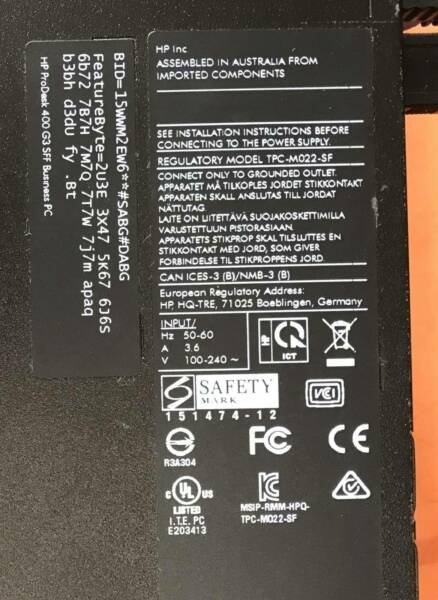 BID=15WWM2EW6**#SABG#DABG
FeatureByte=2U3E 3X47 5K67 6J6S
6b72 7B7H 7M7Q 7T7W 7j7m apaq
b3bh d3dU fy .Bt
HP ProDesk 400 G3 SFF Business PC
HP Inc
ASSEMBLED IN AUSTRALIA FROM
IMPORTED COMPONENTS
SEE INSTALLATION INSTRUCTIONS BEFORE
CONNECTING TO THE POWER SUPPLY.
REGULATORY MODEL TPC-M022-SF
CONNECT ONLY TO GROUNDED OUTLET.
APPARATET MÅ TILKOPLES JORDET STIKKONTAKT
APPARATEN SKALL ANSLUTAS TILL JORDAT
NÄTTUTAG.
LAITE ON LIITETTÄVÄ SUOJAKOSKETTIMILLA
VARUSTETTUUN PISTORASIAAN.
APPARATETS STIKPROP SKAL TILSLUTTES EN
STIKKONTAKT MED JORD, SOM GIVER
FORBINDELSE TIL STIKPROPPENS JORD.
CAN ICES-3 (B)/NMB-3 (B)
European Regulatory Address:
HP, HQ-TRE, 71025 Boeblingen, Germany
INPUT/
Hz 50-60
A 3.6
V 100-240 ~
HP
ICT
SAFETY
MARK
151474-12
VCI
R3A304
FC
CE
C UL US
LISTED
I.T.E. PC
E203413
MSIP-RMM-HPQ-
TPC-M022-SF